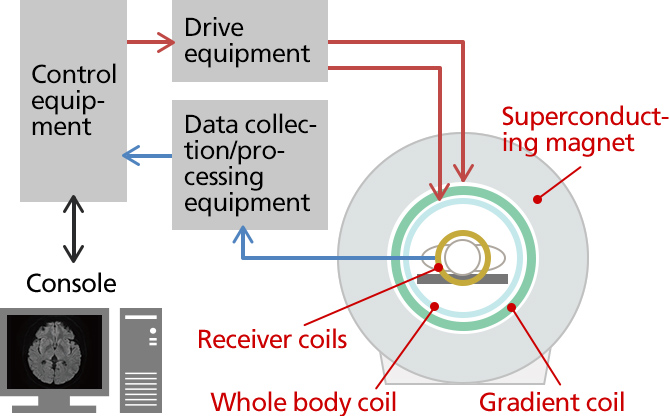 Drive
equipment
Control
equip-
ment
Data collec-
tion/pro-
cessing
equipment
Superconduct-
ing magnet
Console
Receiver coils
Whole body coil
Gradient coil